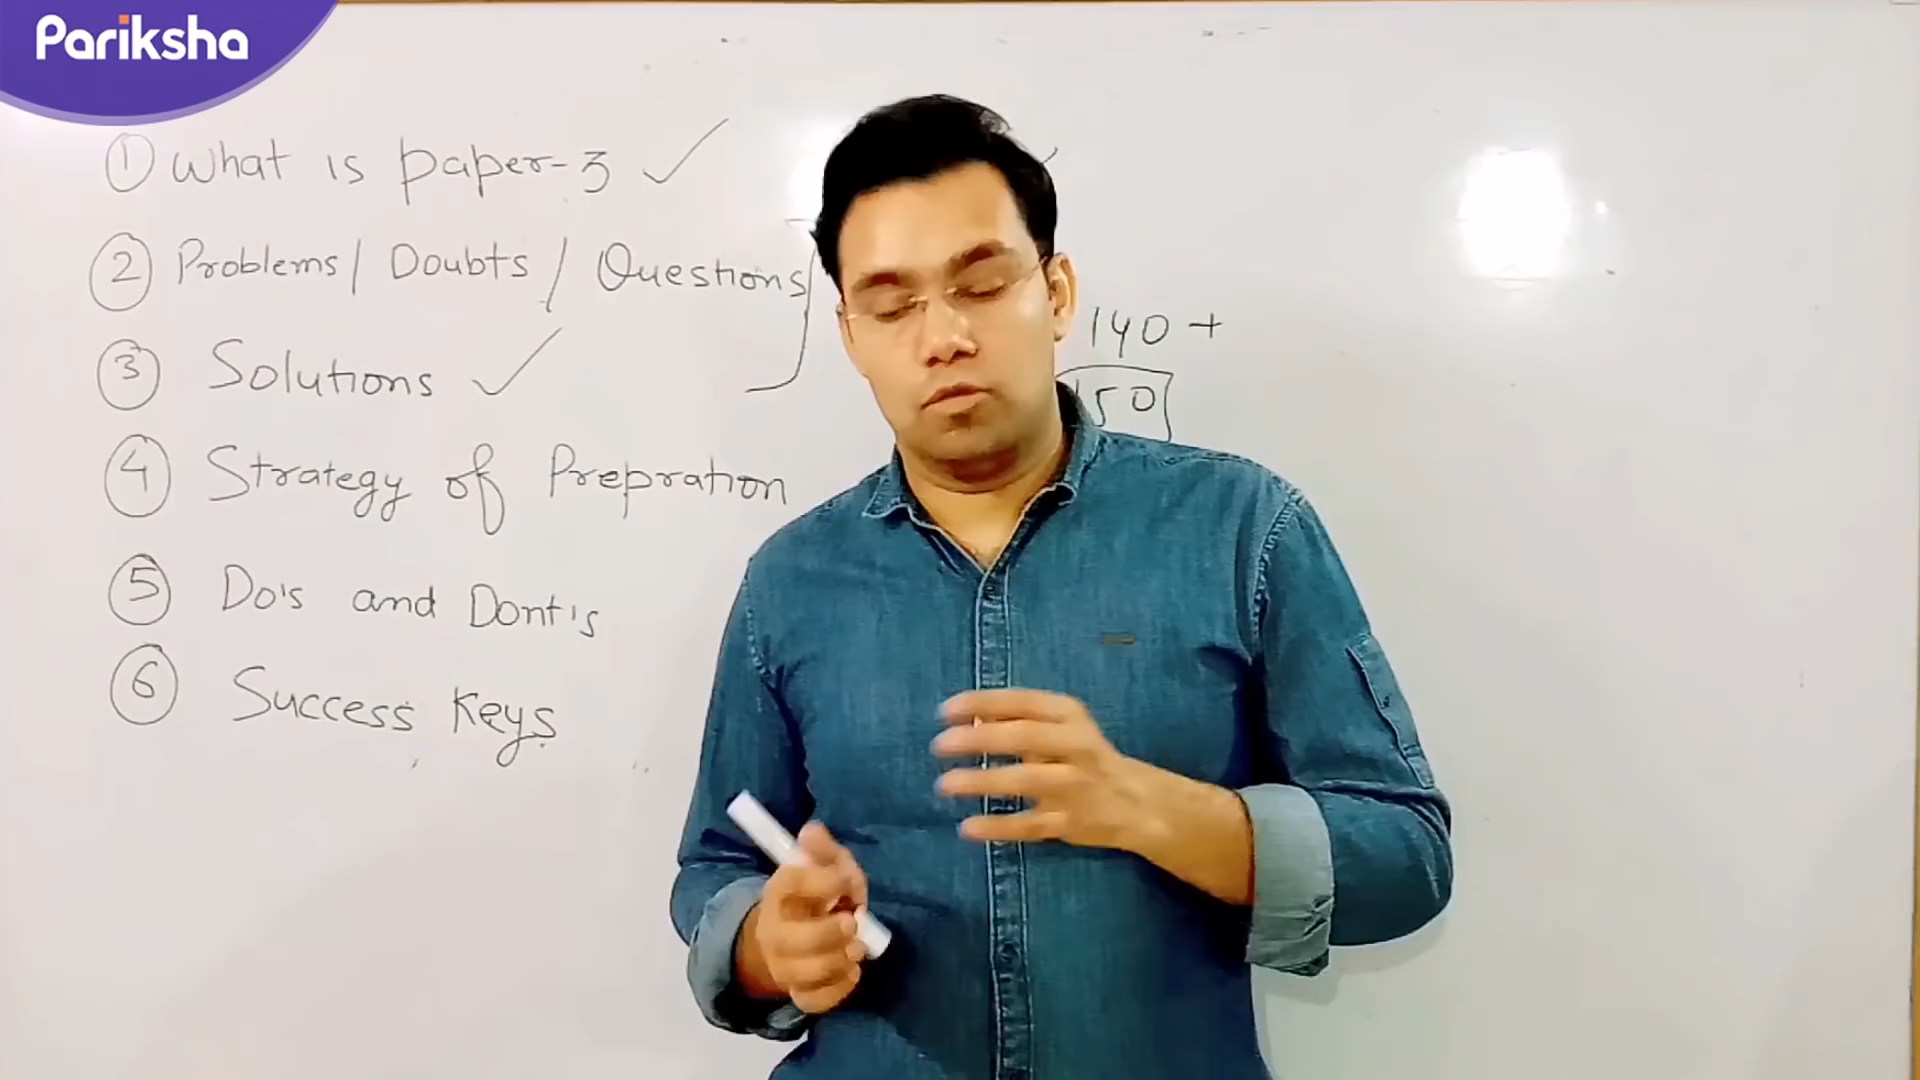 Pariksha
① What is paper-3 ✓
② Problems/ Doubts / Questions
③ Solutions ✓
④ Strategy of Prepration
⑤ Do's and Dont's
⑥ Success Keys
140 +
150